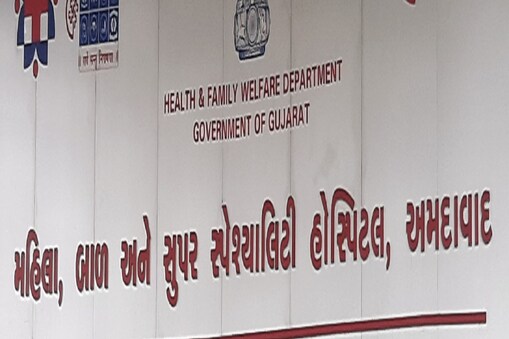 HEALTH & FAMILY WELFARE DEPARTMENT
GOVERNMENT OF GUJARAT
મહિલા, બાળ અને સુપર સ્પેશ્યાલિટી હોસ્પિટલ, અમદાવાદ